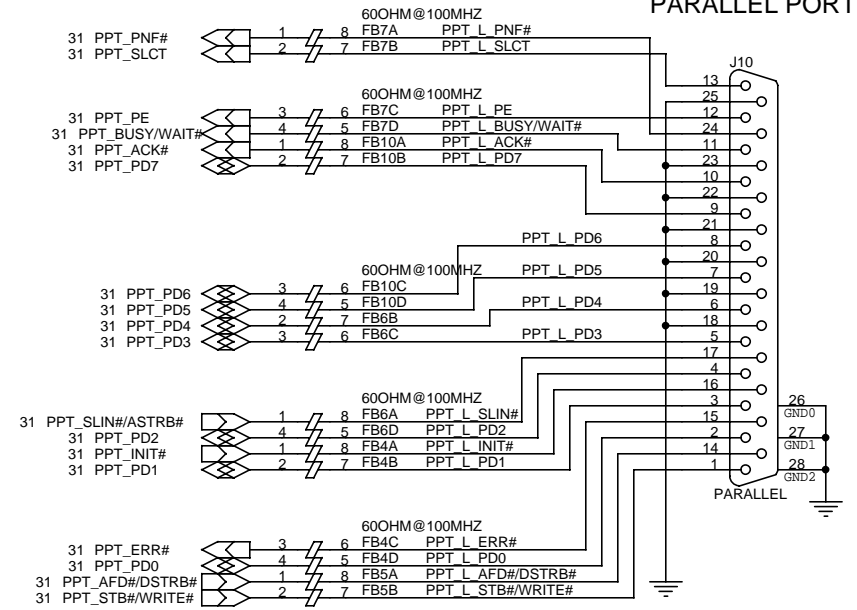 PARALLEL PORT
60OHM@100MHZ
31 PPT_PNF# 1 8 FB7A PPT_L_PNF#
31 PPT_SLCT 2 7 FB7B PPT_L_SLCT
60OHM@100MHZ
31 PPT_PE 3 6 FB7C PPT_L_PE
31 PPT_BUSY/WAIT# 4 5 FB7D PPT_L_BUSY/WAIT#
31 PPT_ACK# 1 8 FB10A PPT_L_ACK#
31 PPT_PD7 2 7 FB10B PPT_L_PD7
PPT_L_PD6
60OHM@100MHZ PPT_L_PD5
31 PPT_PD6 3 6 FB10C
31 PPT_PD5 4 5 FB10D PPT_L_PD4
31 PPT_PD4 2 7 FB6B
31 PPT_PD3 3 6 FB6C PPT_L_PD3
60OHM@100MHZ
31 PPT_SLIN#/ASTRB# 1 8 FB6A PPT_L_SLIN#
31 PPT_PD2 4 5 FB6D PPT_L_PD2
31 PPT_INIT# 1 8 FB4A PPT_L_INIT#
31 PPT_PD1 2 7 FB4B PPT_L_PD1
60OHM@100MHZ
31 PPT_ERR# 3 6 FB4C PPT_L_ERR#
31 PPT_PD0 4 5 FB4D PPT_L_PD0
31 PPT_AFD#/DSTRB# 1 8 FB5A PPT_L_AFD#/DSTRB#
31 PPT_STB#/WRITE# 2 7 FB5B PPT_L_STB#/WRITE#
J10
13
25
12
24
11
23
10
22
9
21
8
20
7
19
6
18
5
17
4
16
3
15
2
14
1
26
GND0
27
GND1
28
GND2
PARALLEL